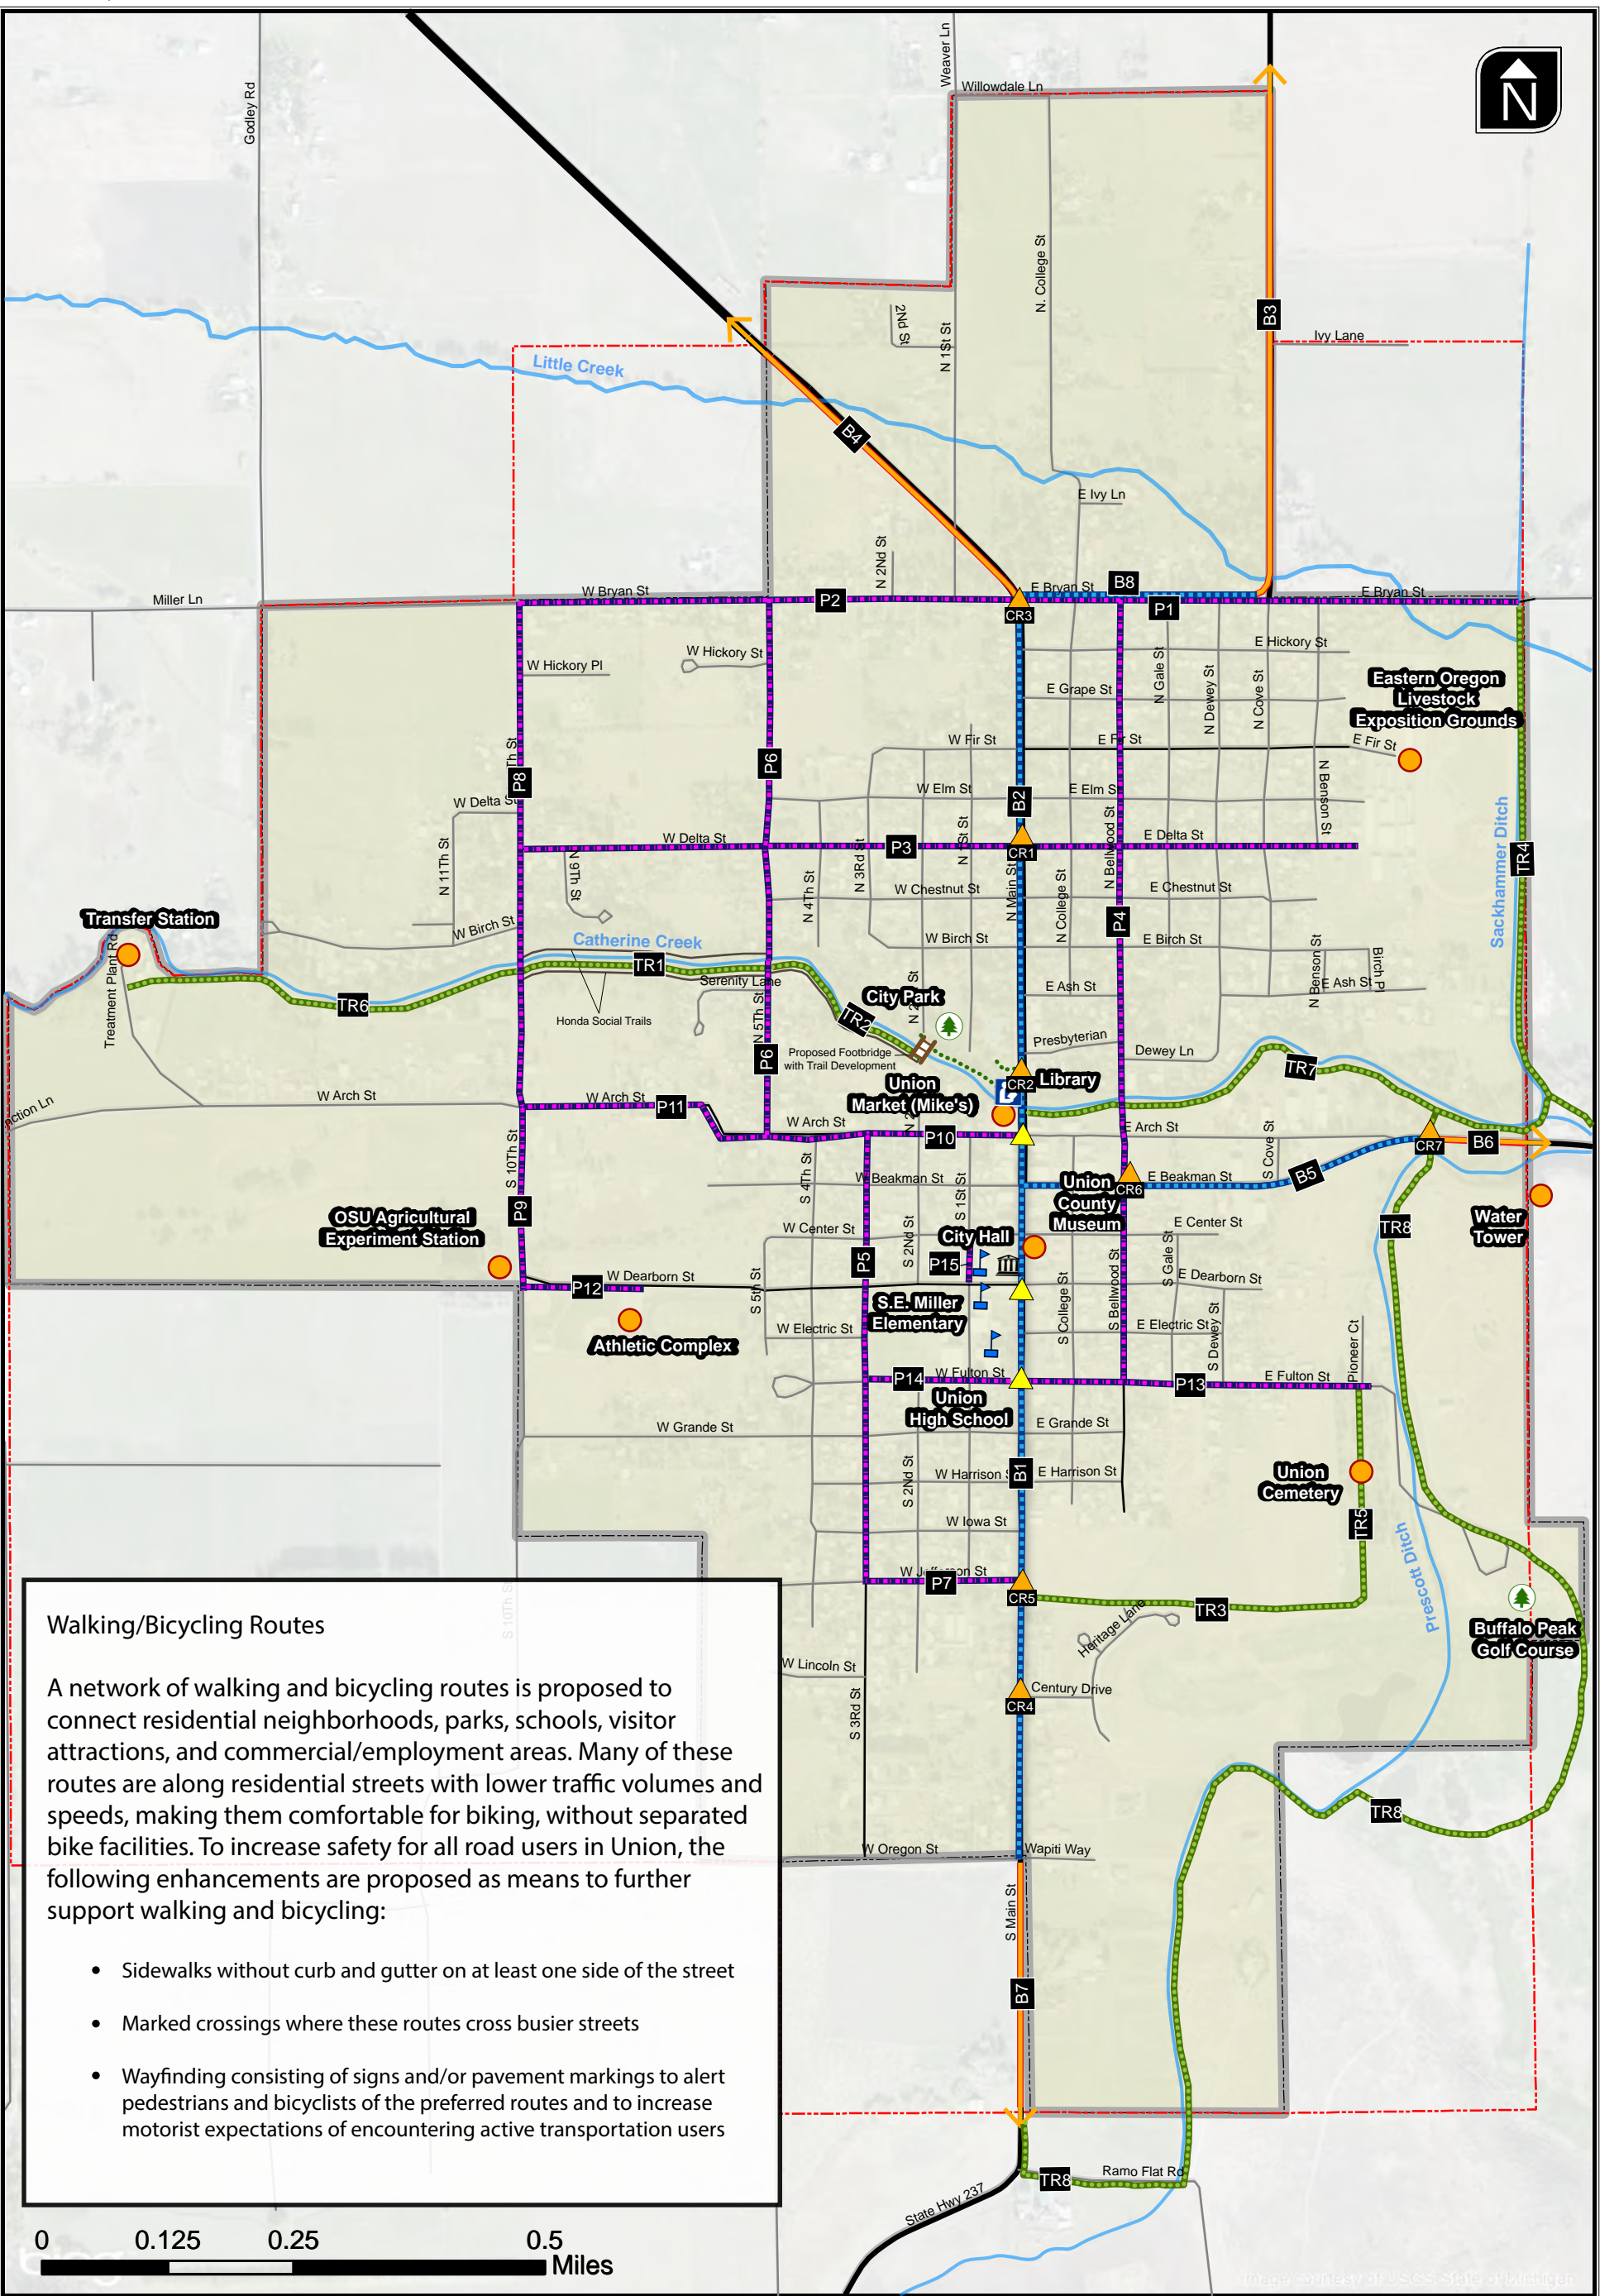 Weaver Ln
Willowdale Ln
Godley Rd
N
N. College St
B3
2Nd St
N 1St St
Ivy Lane
Little Creek
B4
E Ivy Ln
N 2Nd St
Miller Ln
W Bryan St
P2
E Bryan St
B8
P1
E Bryan St
CR3
W Hickory St
W Hickory Pl
E Hickory St
N Gale St
N Dewey St
N Cove St
E Grape St
Eastern Oregon
Livestock
Exposition Grounds
W Fir St
E Fir St
E Fir St
Th St
P8
P6
W Delta St
W Elm St
B2
E Elm St
N Benson St
N Bellwood St
Sackhammer Ditch
TR4
W Delta St
P3
N 1St St
CR1
E Delta St
N 11Th St
N 9Th St
N 4Th St
N 3Rd St
W Chestnut St
N Main St
N College St
E Chestnut St
P4
Transfer Station
W Birch St
Catherine Creek
W Birch St
E Birch St
Treatment Plant Rd
TR1
TR6
Serenity Lane
Honda Social Trails
N 5Th St
P6
TR2
City Park
E Ash St
N Benson St
E Ash St
Birch Pl
Proposed Footbridge
with Trail Development
Presbyterian
Dewey Ln
TR7
CR2
Library
Union
Market (Mike's)
W Arch St
W Arch St
P11
W Arch St
P10
E Arch St
CR7
B6
S 10Th St
P9
S 4Th St
W Beakman St
S 1St St
Union
County
Museum
CR6
E Beakman St
S Cove St
B5
OSU Agricultural
Experiment Station
W Center St
P5
S 2Nd St
City Hall
E Center St
S Gale St
TR8
Water
Tower
P15
P12
W Dearborn St
S 5th St
S.E. Miller
Elementary
S College St
S Bellwood St
E Dearborn St
Athletic Complex
W Electric St
E Electric St
S Dewey St
Pioneer Ct
P14
W Fulton St
P13
E Fulton St
Union
High School
W Grande St
E Grande St
S 2Nd St
W Harrison S
B1
E Harrison St
Union
Cemetery
W Iowa St
TR5
Prescott Ditch
P7
CR5
TR3
Heritage Lane
Buffalo Peak
Golf Course
S 10Th St
W Lincoln St
S 3Rd St
CR4
Century Drive
TR8
W Oregon St
Wapiti Way
S Main St
B7
TR8
Ramo Flat Rd
State Hwy 237
Walking/Bicycling Routes
A network of walking and bicycling routes is proposed to
connect residential neighborhoods, parks, schools, visitor
attractions, and commercial/employment areas. Many of these
routes are along residential streets with lower traffic volumes and
speeds, making them comfortable for biking, without separated
bike facilities. To increase safety for all road users in Union, the
following enhancements are proposed as means to further
support walking and bicycling:
• Sidewalks without curb and gutter on at least one side of the street
• Marked crossings where these routes cross busier streets
• Wayfinding consisting of signs and/or pavement markings to alert
pedestrians and bicyclists of the preferred routes and to increase
motorist expectations of encountering active transportation users
0 0.125 0.25 0.5
Miles
Image courtesy of USGS State of Michigan